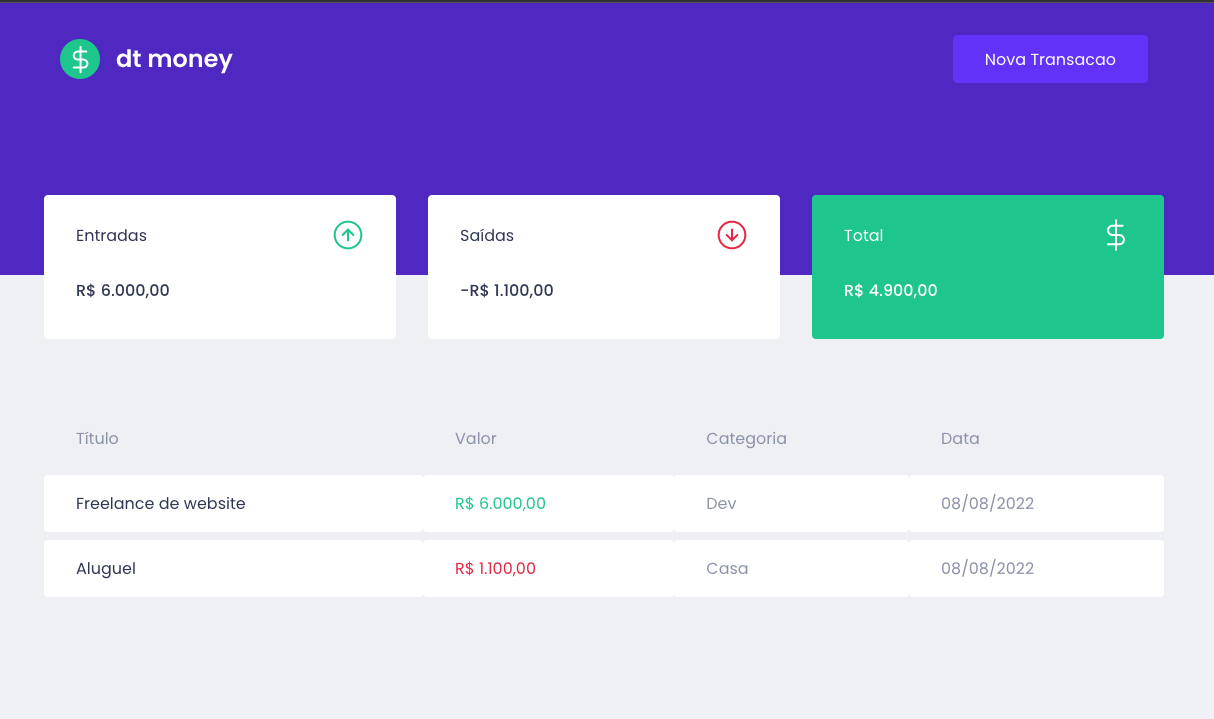 dt money
Nova Transacao
Entradas
R$ 6.000,00
Saídas
-R$ 1.100,00
Total
R$ 4.900,00
Título Valor Categoria Data
Freelance de website R$ 6.000,00 Dev 08/08/2022
Aluguel R$ 1.100,00 Casa 08/08/2022